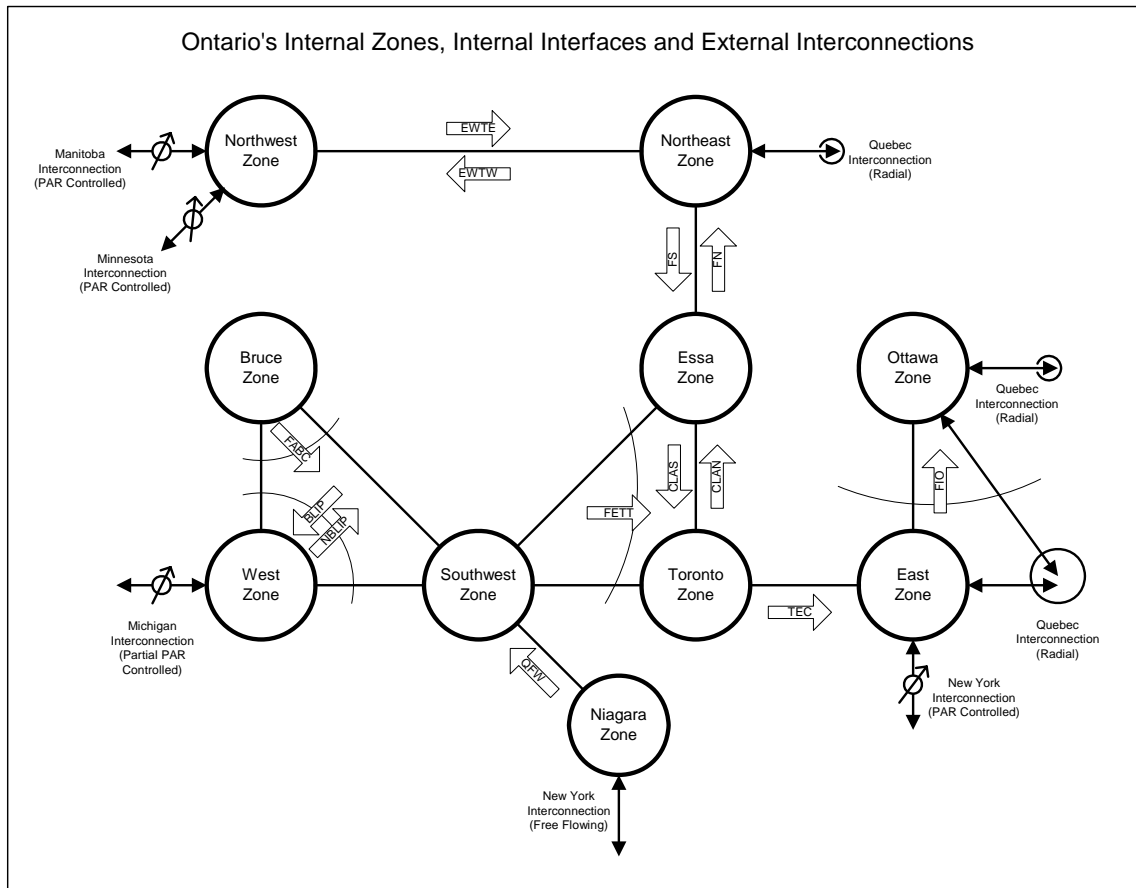 Ontario's Internal Zones, Internal Interfaces and External Interconnections
Northwest
Zone
EWTE
EWTW
Northeast
Zone
Quebec
Interconnection
(Radial)
Manitoba
Interconnection
(PAR Controlled)
Minnesota
Interconnection
(PAR Controlled)
FS
FN
Bruce
Zone
Essa
Zone
Ottawa
Zone
Quebec
Interconnection
(Radial)
FABC
CLAS
CLAN
FIO
BLIP
NBLIP
FETT
West
Zone
Southwest
Zone
Toronto
Zone
East
Zone
TEC
Michigan
Interconnection
(Partial PAR
Controlled)
Quebec
Interconnection
(Radial)
QFW
New York
Interconnection
(PAR Controlled)
Niagara
Zone
New York
Interconnection
(Free Flowing)